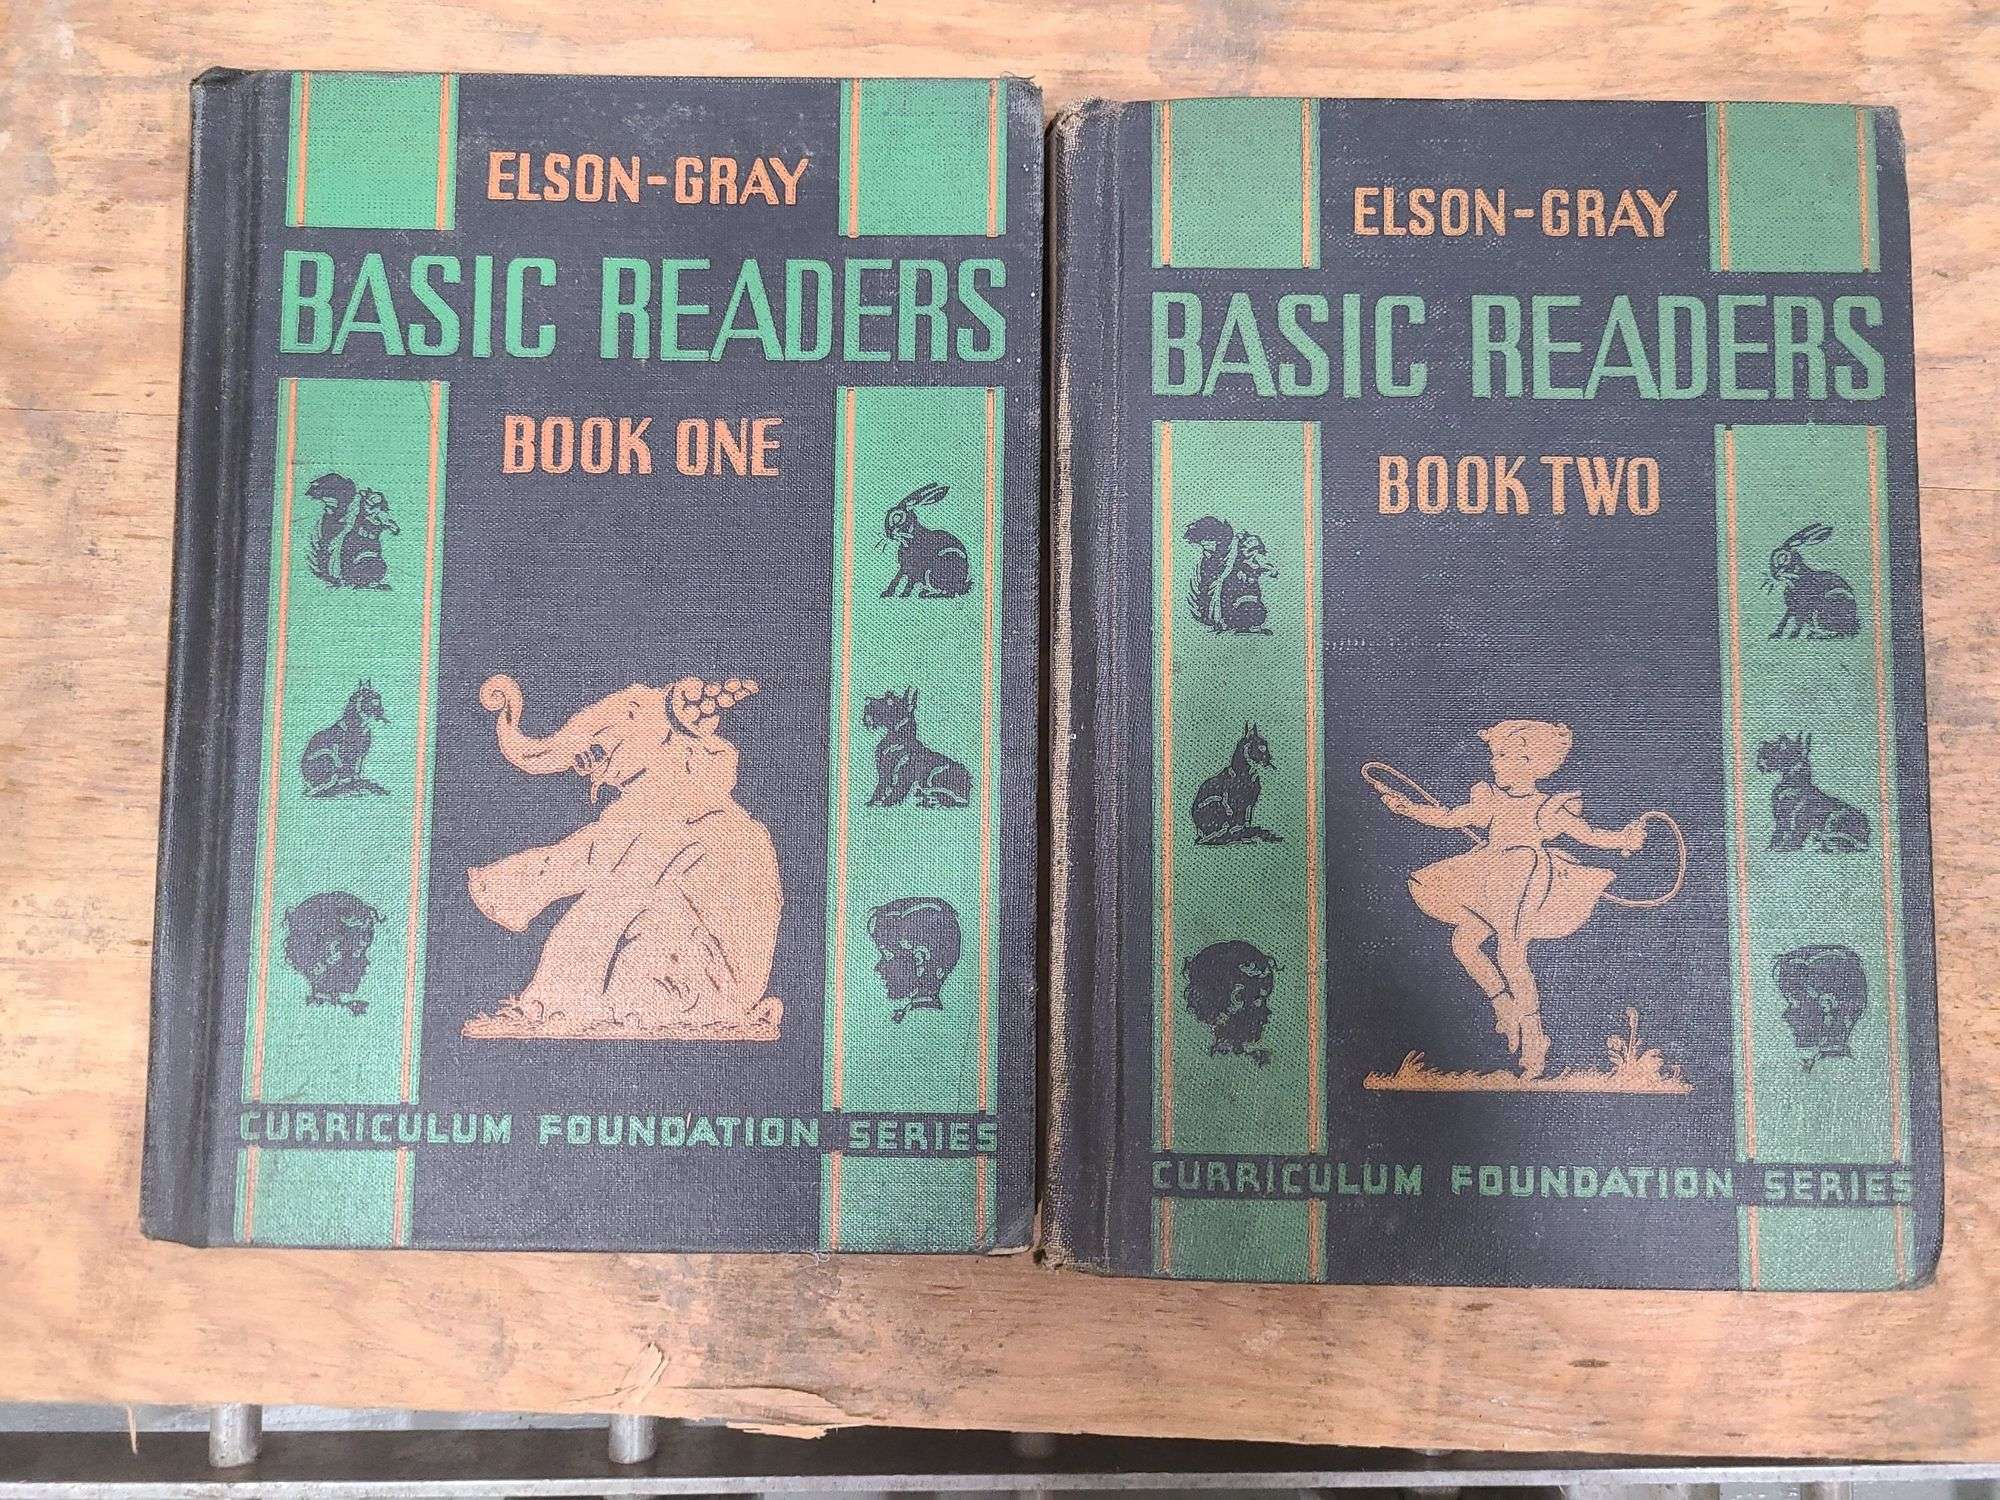 ELSON-GRAY
BASIC READERS
BOOK ONE
CURRICULUM FOUNDATION SERIES
ELSON-GRAY
BASIC READERS
BOOK TWO
CURRICULUM FOUNDATION SERIES